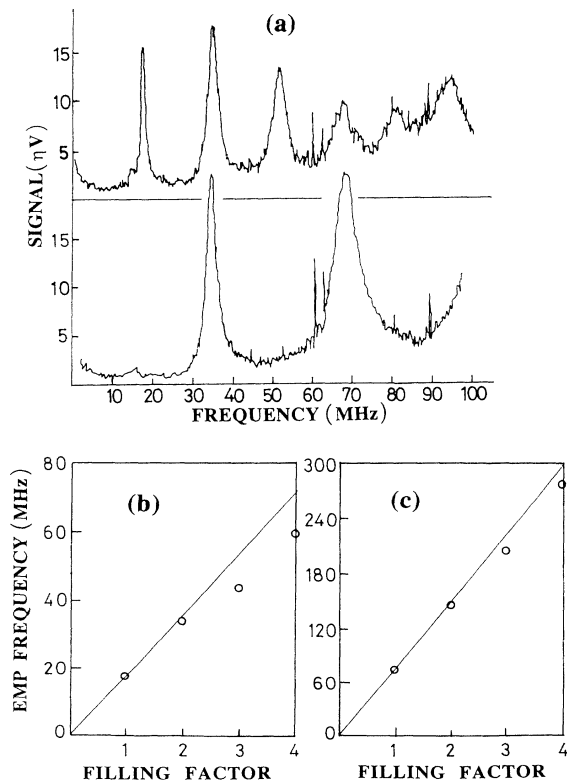 (a)
SIGNAL (ηV)
15
10
5
15
10
5
10 20 30 40 50 60 70 80 90 100
FREQUENCY (MHz)
(b)
EMP FREQUENCY (MHz)
80
60
40
20
0
1 2 3 4
FILLING FACTOR
(c)
300
240
180
120
60
0
1 2 3 4
FILLING FACTOR